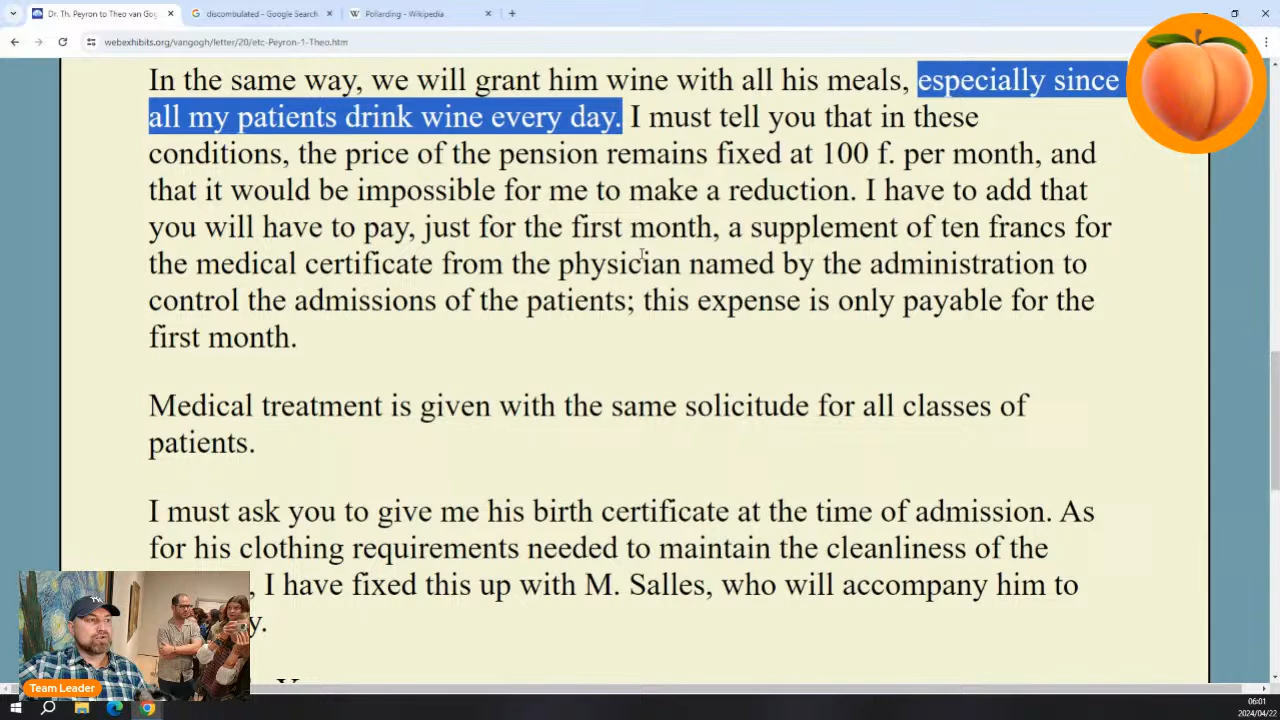 Dr. Th. Peyron to Theo van Gog
discombulated - Google Search
Pollarding - Wikipedia
webexhibits.org/vangogh/letter/20/etc-Peyron-1-Theo.htm
In the same way, we will grant him wine with all his meals, especially since
all my patients drink wine every day. I must tell you that in these
conditions, the price of the pension remains fixed at 100 f. per month, and
that it would be impossible for me to make a reduction. I have to add that
you will have to pay, just for the first month, a supplement of ten francs for
the medical certificate from the physician named by the administration to
control the admissions of the patients; this expense is only payable for the
first month.
Medical treatment is given with the same solicitude for all classes of
patients.
I must ask you to give me his birth certificate at the time of admission. As
for his clothing requirements needed to maintain the cleanliness of the
, I have fixed this up with M. Salles, who will accompany him to
y.
Team Leader
06:01
2024/04/22